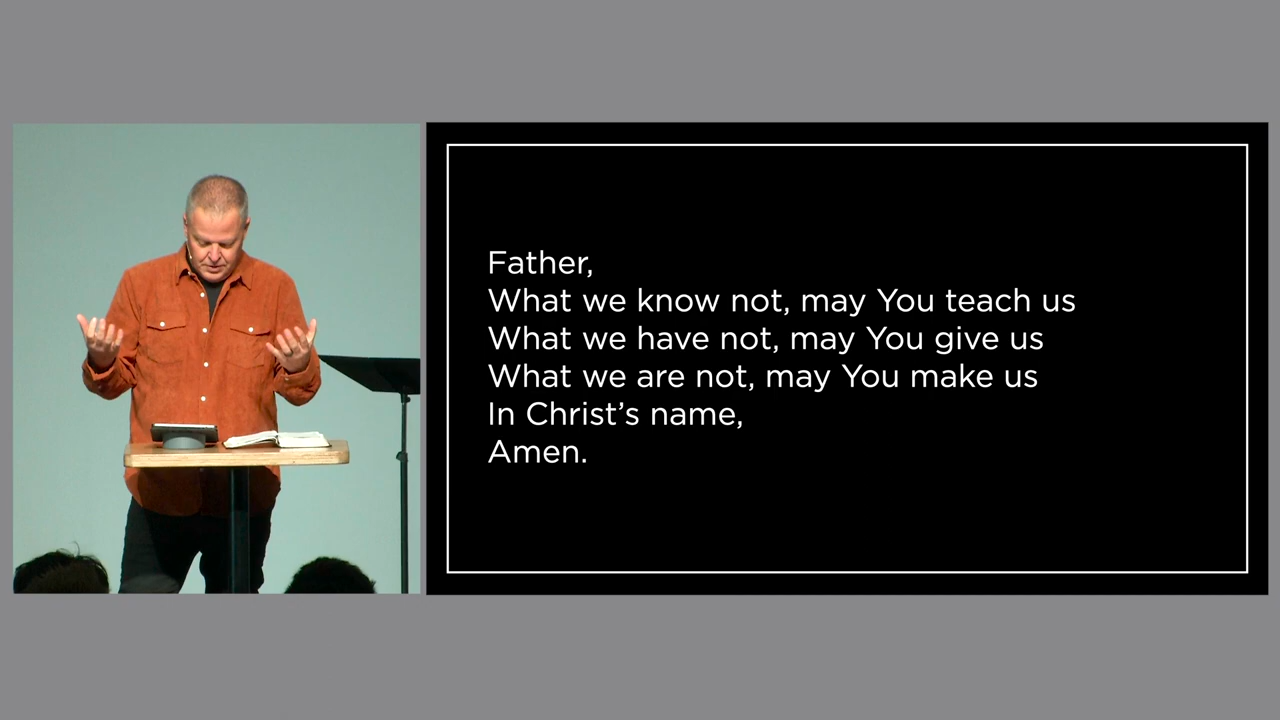 Father,
What we know not, may You teach us
What we have not, may You give us
What we are not, may You make us
In Christ’s name,
Amen.